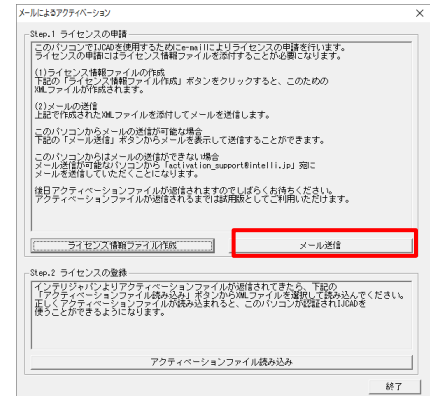 メールによるアクティベーション
Step.1 ライセンスの申請
このパソコンでIJCADを使用するためにe-mailによりライセンスの申請を行います。
ライセンスの申請にはライセンス情報ファイルを添付することが必要になります。
(1)ライセンス情報ファイルの作成
下記の「ライセンス情報ファイル作成」ボタンをクリックすると、このための
XMLファイルが作成されます。
(2)メールの送信
上記で作成されたXMLファイルを添付してメールを送信します。
このパソコンからメールの送信が可能な場合
下記の「メール送信」ボタンからメールを表示して送信することができます。
このパソコンからはメールの送信ができない場合
メール送信が可能なパソコンから「activation_support@intelli.jp」宛に
メールを送信していただくことになります。
後日アクティベーションファイルが返信されますのでしばらくお待ちください。
アクティベーションファイルが返信されるまでは試用版としてご利用いただけます。
ライセンス情報ファイル作成
メール送信
Step.2 ライセンスの登録
インテリジャパンよりアクティベーションファイルが返信されてきたら、下記の
「アクティベーションファイル読み込み」ボタンからXMLファイルを選択して読み込んでください。
正しくアクティベーションファイルが読み込まれると、このパソコンが認証されIJCADを
使うことができるようになります。
アクティベーションファイル読み込み
終了